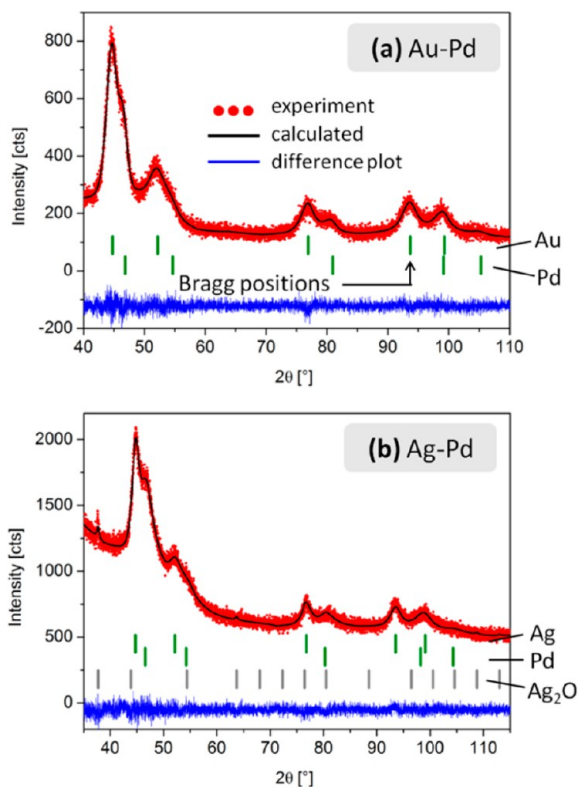 (a) Au-Pd
800
600
400
200
0
-200
Intensity [cts]
experiment
calculated
difference plot
Au
Pd
Bragg positions
40 50 60 70 80 90 100 110
2θ [°]
(b) Ag-Pd
2000
1500
1000
500
0
Intensity [cts]
Ag
Pd
Ag₂O
40 50 60 70 80 90 100 110
2θ [°]